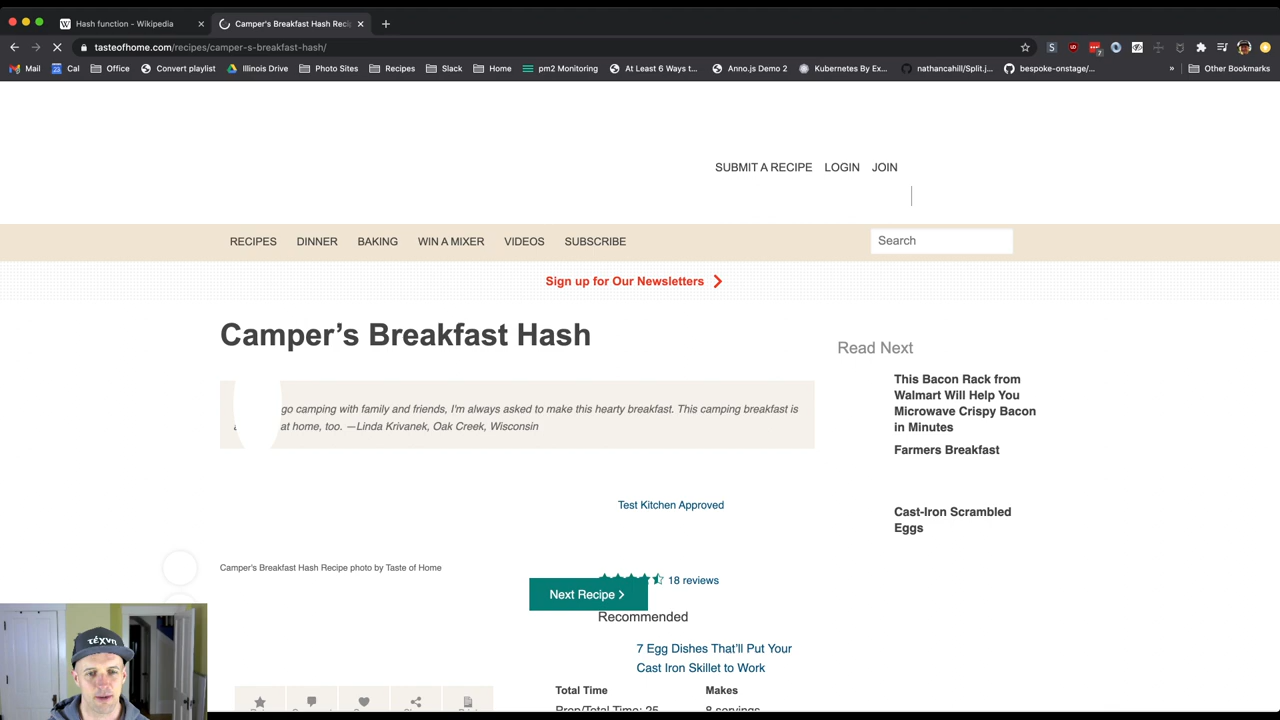 Hash function - Wikipedia
Camper's Breakfast Hash Reci
tasteofhome.com/recipes/camper-s-breakfast-hash/
Mail Cal Office Convert playlist Illinois Drive Photo Sites Recipes Slack Home pm2 Monitoring At Least 6 Ways t... Anno.js Demo 2 Kubernetes By Ex... nathancahill/Split.j... bespoke-onstage/... » Other Bookmarks
SUBMIT A RECIPE LOGIN JOIN
RECIPES DINNER BAKING WIN A MIXER VIDEOS SUBSCRIBE Search
Sign up for Our Newsletters
Camper's Breakfast Hash
go camping with family and friends, I'm always asked to make this hearty breakfast. This camping breakfast is
at home, too. —Linda Krivanek, Oak Creek, Wisconsin
Test Kitchen Approved
Camper's Breakfast Hash Recipe photo by Taste of Home
18 reviews
Next Recipe
Recommended
7 Egg Dishes That'll Put Your
Cast Iron Skillet to Work
Total Time Makes
Prep/Total Time: 25 8 servings
Read Next
This Bacon Rack from
Walmart Will Help You
Microwave Crispy Bacon
in Minutes
Farmers Breakfast
Cast-Iron Scrambled
Eggs